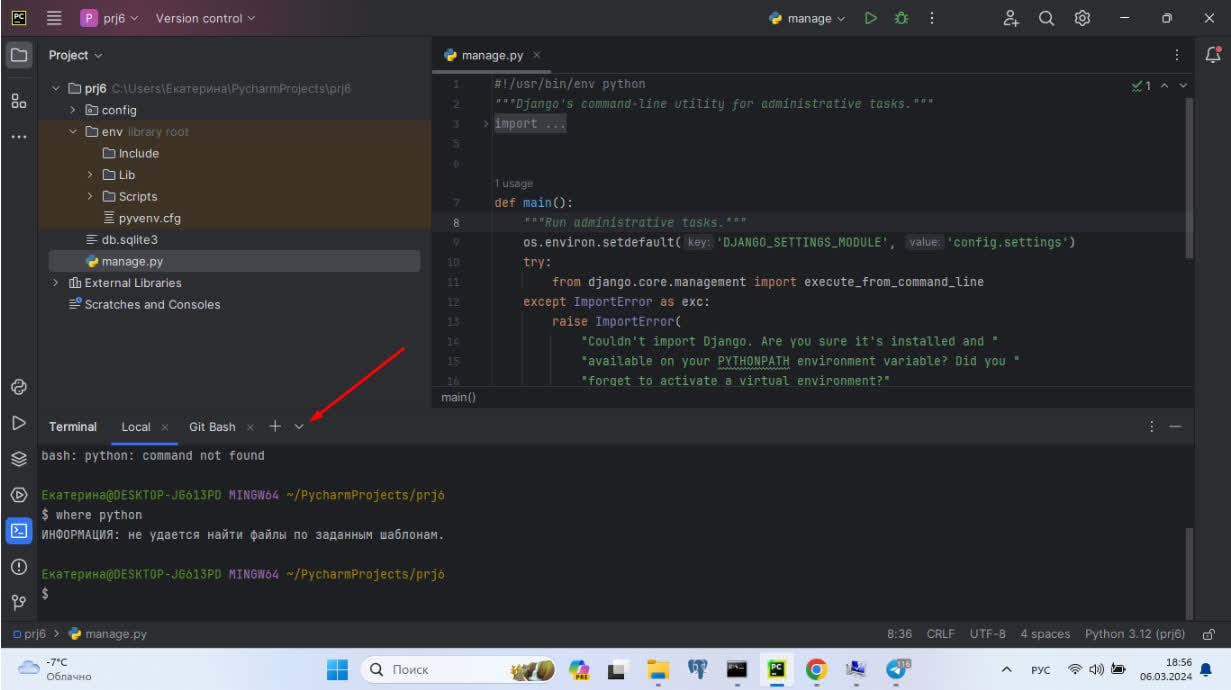 PC P prj6 Version control manage
Project
manage.py
prj6 C:\Users\Екатерина\PycharmProjects\prj6
config
env library root
Include
Lib
Scripts
pyvenv.cfg
db.sqlite3
manage.py
External Libraries
Scratches and Consoles
1 #!/usr/bin/env python
2 """Django's command-line utility for administrative tasks."""
3 import ...
5
6
1 usage
7 def main():
8 """Run administrative tasks."""
9 os.environ.setdefault( key: 'DJANGO_SETTINGS_MODULE', value: 'config.settings')
10 try:
11 from django.core.management import execute_from_command_line
12 except ImportError as exc:
13 raise ImportError(
14 "Couldn't import Django. Are you sure it's installed and "
15 "available on your PYTHONPATH environment variable? Did you "
16 "forget to activate a virtual environment?"
1
main()
Terminal Local Git Bash
bash: python: command not found
Екатерина@DESKTOP-JG613PD MINGW64 ~/PycharmProjects/prj6
$ where python
ИНФОРМАЦИЯ: не удается найти файлы по заданным шаблонам.
Екатерина@DESKTOP-JG613PD MINGW64 ~/PycharmProjects/prj6
$
prj6 > manage.py
8:36 CRLF UTF-8 4 spaces Python 3.12 (prj6)
-7°C
Облачно
Поиск
PRE
PC
116
РУС
18:56
06.03.2024